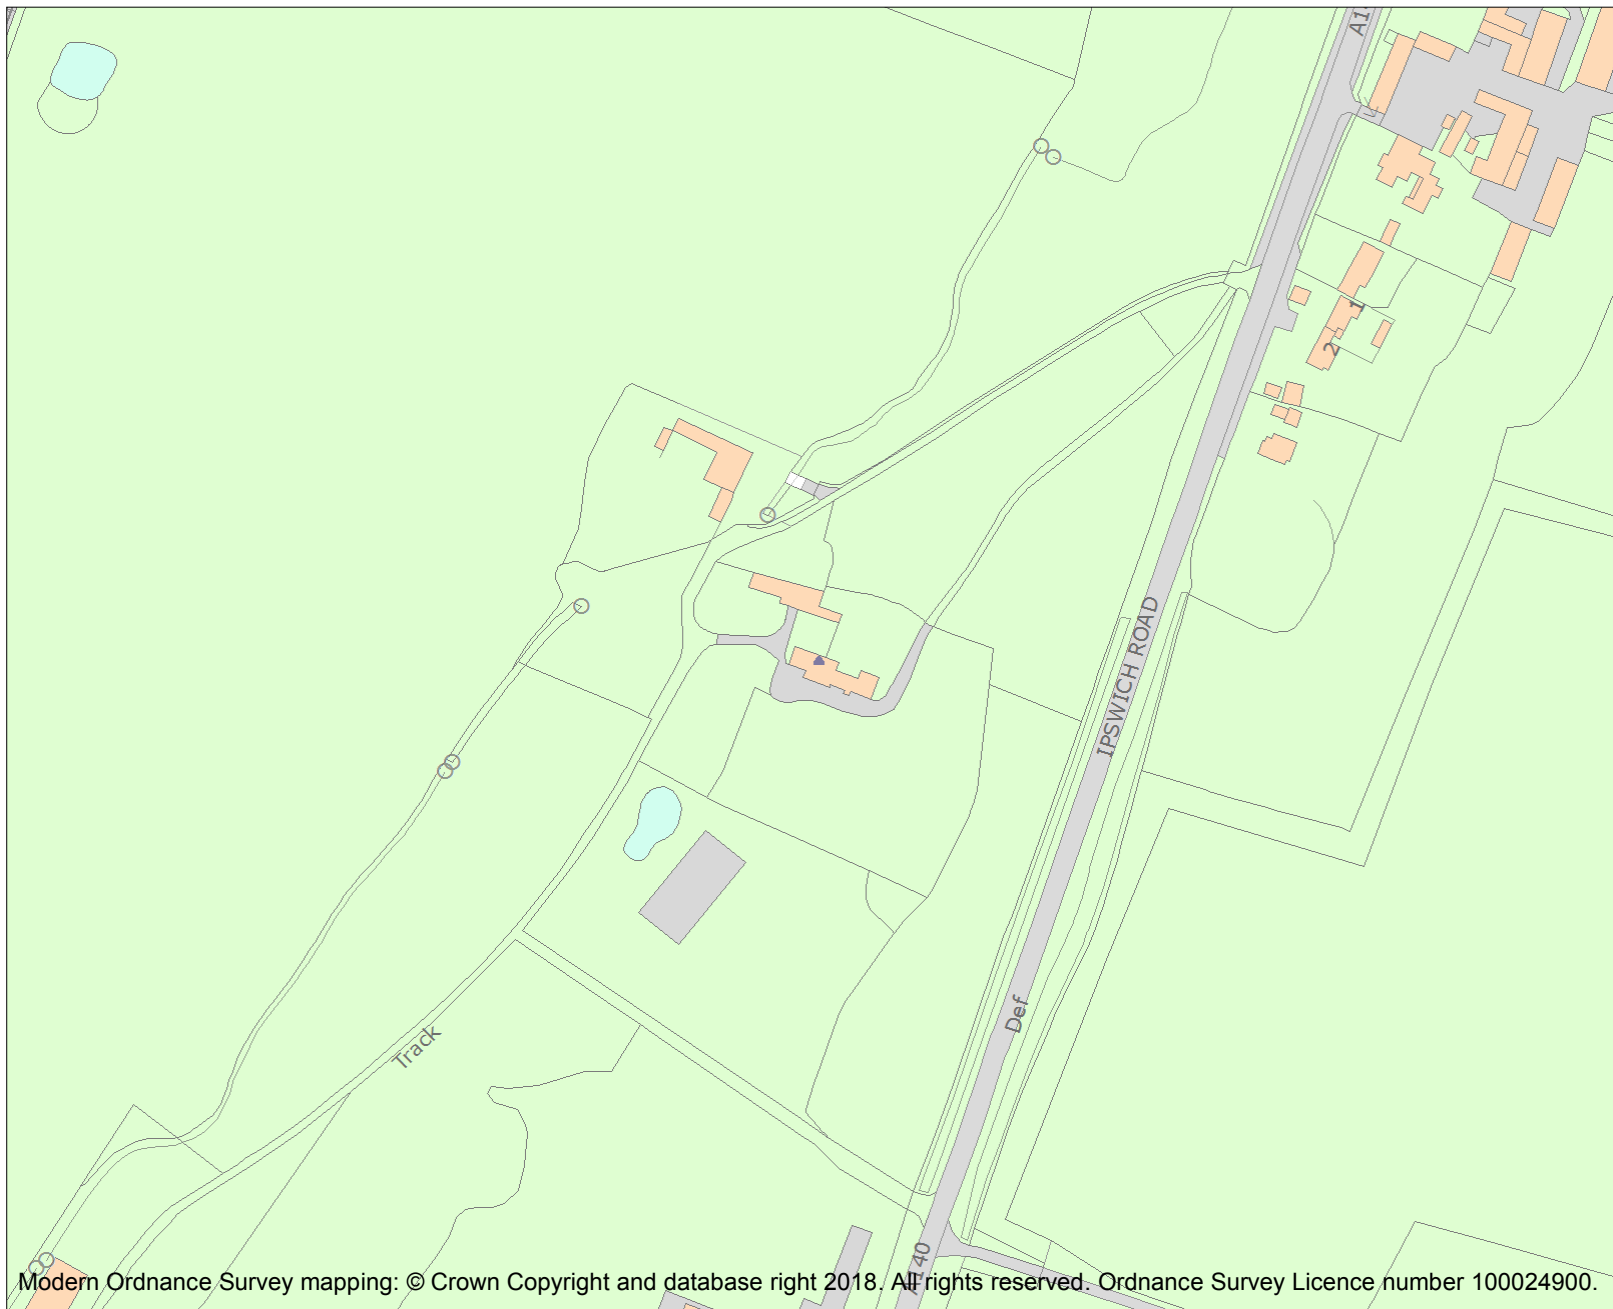 A1
1
2
IPSWICH ROAD
Def
Track
A140
Modern Ordnance Survey mapping: © Crown Copyright and database right 2018. All rights reserved. Ordnance Survey Licence number 100024900.